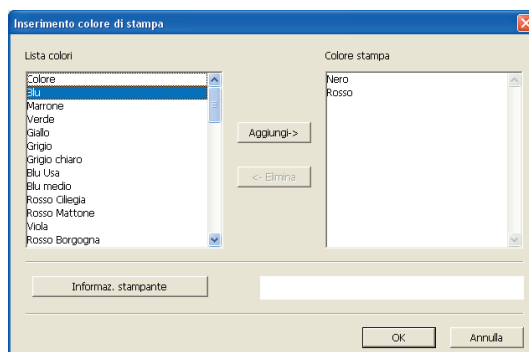 Inserimento colore di stampa
Lista colori
Colore stampa
Colore
Blu
Marrone
Verde
Giallo
Grigio
Grigio chiaro
Blu Usa
Blu medio
Rosso Ciliegia
Rosso Mattone
Viola
Rosso Borgogna
Aggiungi->
<- Elimina
Nero
Rosso
Informaz. stampante
OK
Annulla